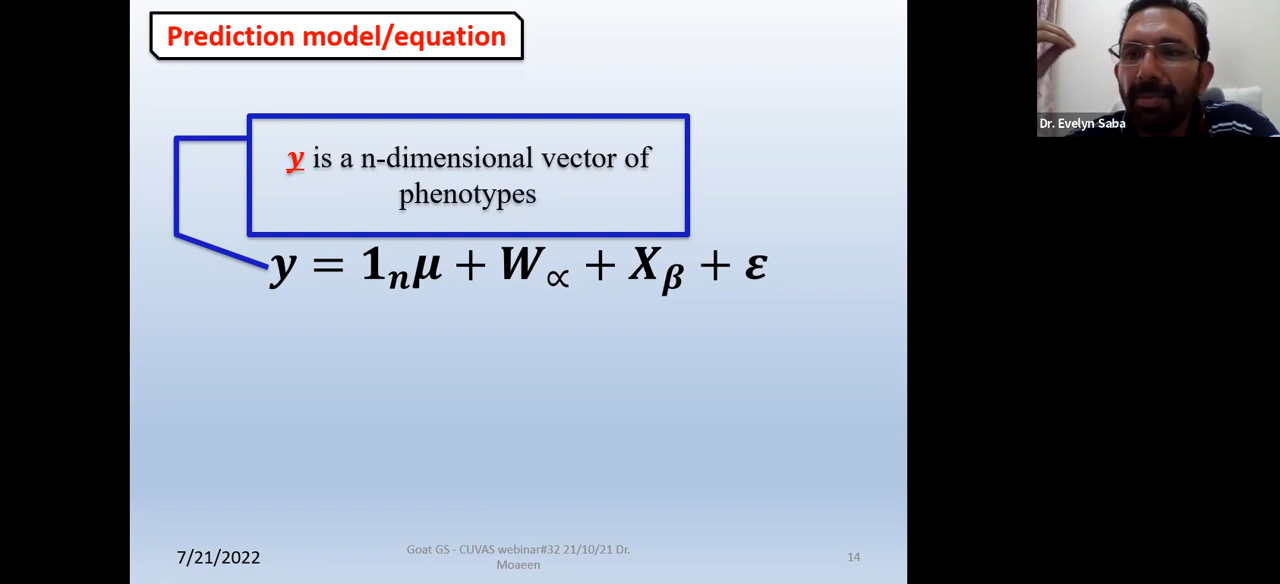 Prediction model/equation
Dr. Evelyn Saba
y is a n-dimensional vector of
phenotypes
y = 1ₙμ + W∝ + Xᵦ + ε
7/21/2022
Goat GS - CUVAS webinar#32 21/10/21 Dr.
Moaeen
14